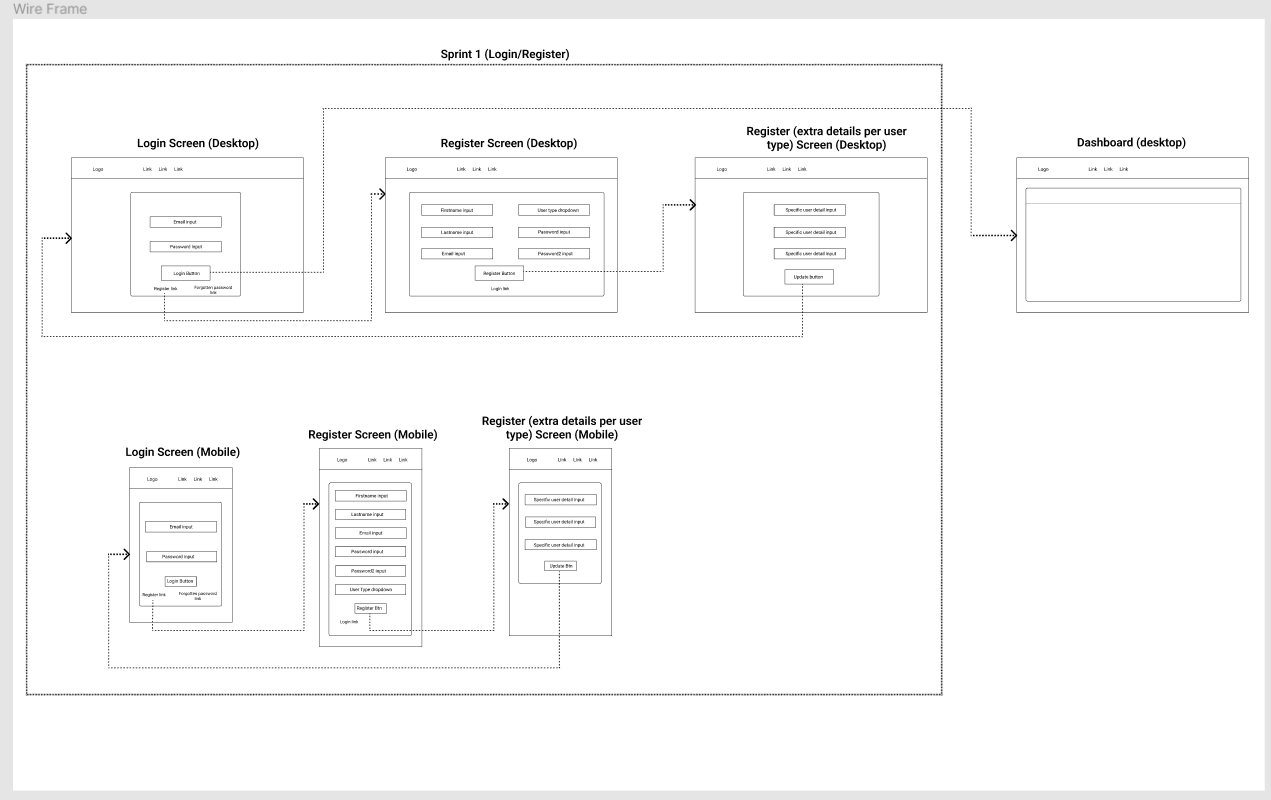 Wire Frame
Sprint 1 (Login/Register)
Login Screen (Desktop)
Logo Link Link Link
Email input
Password input
Login Button
Register link
Forgotten password
link
Register Screen (Desktop)
Logo Link Link Link
Firstname input
User type dropdown
Lastname input
Password input
Email input
Password2 input
Register Button
Login link
Register (extra details per user
type) Screen (Desktop)
Logo Link Link Link
Specific user detail input
Specific user detail input
Specific user detail input
Update button
Dashboard (desktop)
Logo Link Link Link
Login Screen (Mobile)
Logo Link Link Link
Email input
Password input
Login Button
Register link
Forgotten password
link
Register Screen (Mobile)
Logo Link Link Link
Firstname input
Lastname input
Email input
Password input
Password2 input
User Type dropdown
Register Btn
Login link
Register (extra details per user
type) Screen (Mobile)
Logo Link Link Link
Specific user detail input
Specific user detail input
Specific user detail input
Update Btn